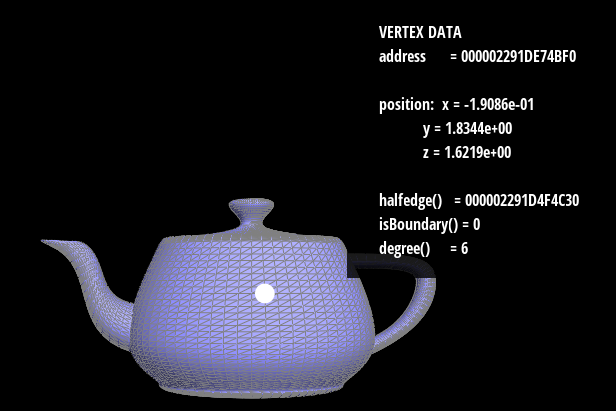 VERTEX DATA
address = 000002291DE74BF0
position: x = -1.9086e-01
y = 1.8344e+00
z = 1.6219e+00
halfedge() = 000002291D4F4C30
isBoundary() = 0
degree() = 6